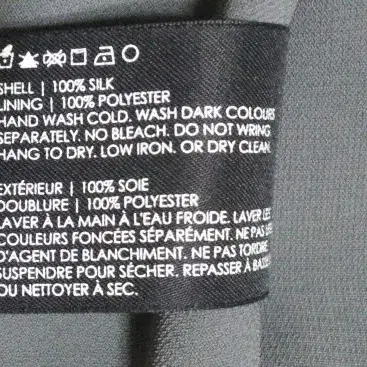 SHELL | 100% SILK
LINING | 100% POLYESTER
HAND WASH COLD. WASH DARK COLOURS
SEPARATELY. NO BLEACH. DO NOT WRING.
HANG TO DRY. LOW IRON. OR DRY CLEAN.
EXTÉRIEUR | 100% SOIE
DOUBLURE | 100% POLYESTER
LAVER À LA MAIN À L'EAU FROIDE. LAVER LES
COULEURS FONCÉES SÉPARÉMENT. NE PAS
D'AGENT DE BLANCHIMENT. NE PAS TORDRE.
SUSPENDRE POUR SÉCHER. REPASSER À
OU NETTOYER À SEC.